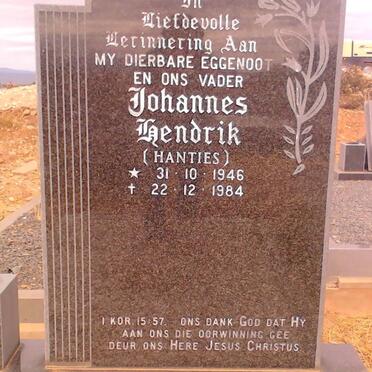 In
Liefdevolle
Herinnering Aan
MY DIERBARE EGGENOOT
EN ONS VADER
Johannes
Hendrik
(HANTIES)
★ 31·10·1946
✝ 22·12·1984
I KOR. 15:57. ONS DANK GOD DAT HY
AAN ONS DIE OORWINNING GEE
DEUR ONS HERE JESUS CHRISTUS